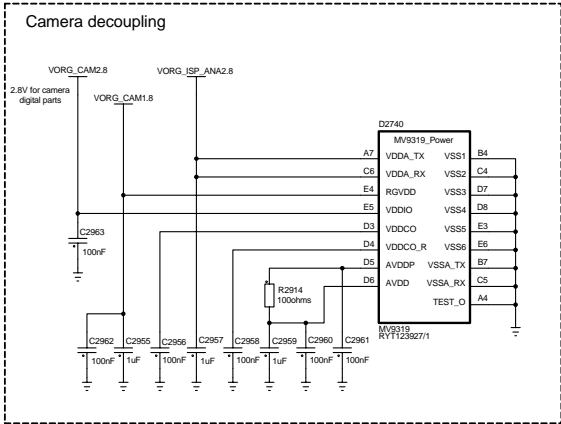 Camera decoupling
VORG_CAM2.8
VORG_ISP_ANA2.8
2.8V for camera
digital parts
VORG_CAM1.8
D2740
MV9319_Power
A7 VDDA_TX VSS1 B4
C6 VDDA_RX VSS2 C4
E4 RGVDD VSS3 D7
E5 VDDIO VSS4 D8
D3 VDDCO VSS5 E3
D4 VDDCO_R VSS6 E6
D5 AVDDP VSSA_TX B7
D6 AVDD VSSA_RX C5
TEST_O A4
MV9319
RYT123927/1
C2963
100nF
R2914
100ohms
C2962 C2955 C2956 C2957 C2958 C2959 C2960 C2961
100nF 1uF 100nF 1uF 100nF 1uF 100nF 100nF